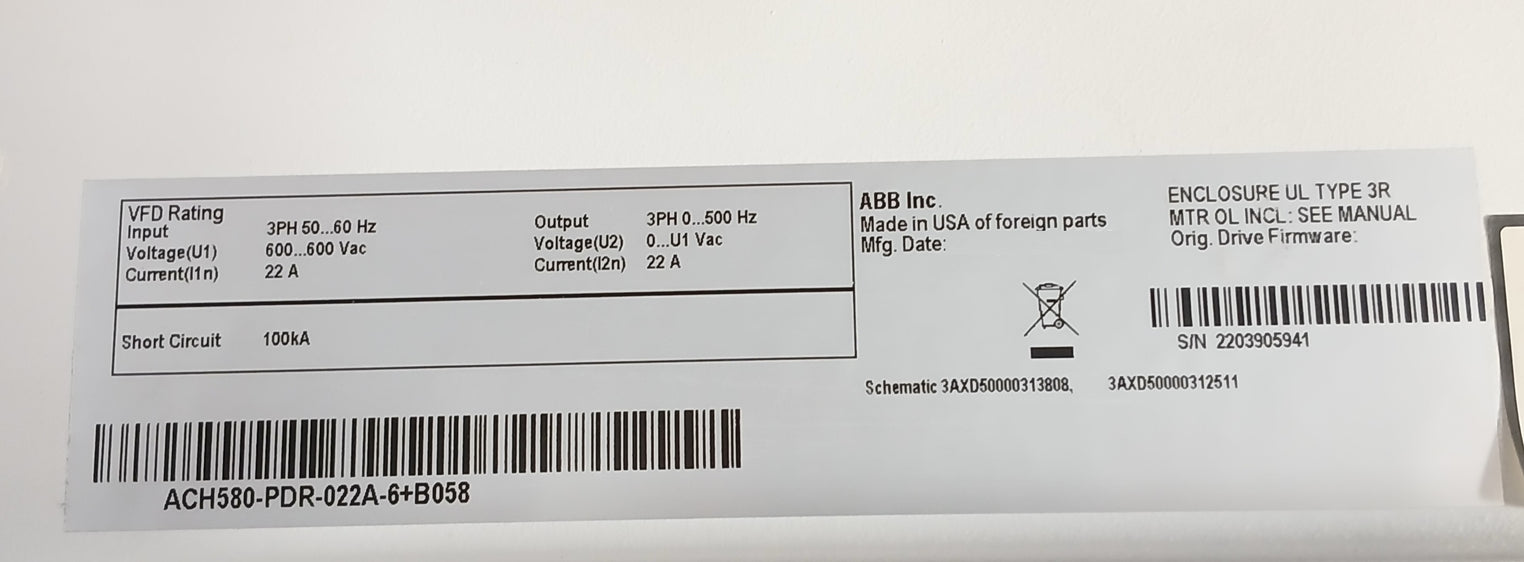 VFD Rating
Input 3PH 50...60 Hz Output 3PH 0...500 Hz
Voltage(U1) 600...600 Vac Voltage(U2) 0...U1 Vac
Current(I1n) 22 A Current(I2n) 22 A
Short Circuit 100kA
ACH580-PDR-022A-6+B058
ABB Inc.
Made in USA of foreign parts
Mfg. Date:
ENCLOSURE UL TYPE 3R
MTR OL INCL: SEE MANUAL
Orig. Drive Firmware:
S/N 2203905941
Schematic 3AXD50000313808, 3AXD50000312511